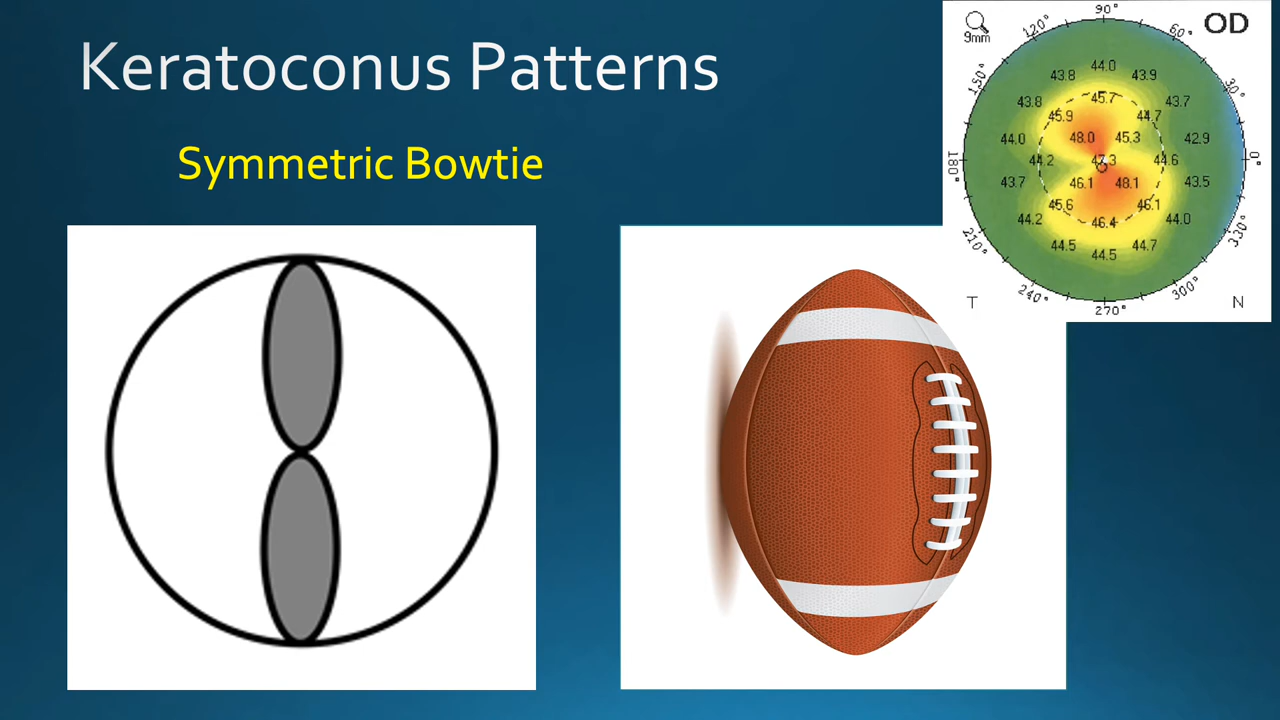 Keratoconus Patterns
Symmetric Bowtie
9mm
OD
90°
120° 60°
150° 30°
180° 0°
210° 330°
240° 300°
270°
44.0
43.8 43.9
43.8 45.7 43.7
45.9 44.7
44.0 48.0 45.3 42.9
44.2 47.3 44.6
43.7 46.1 48.1 43.5
45.6 46.1
44.2 46.4 44.0
44.5 44.7
44.5
T N